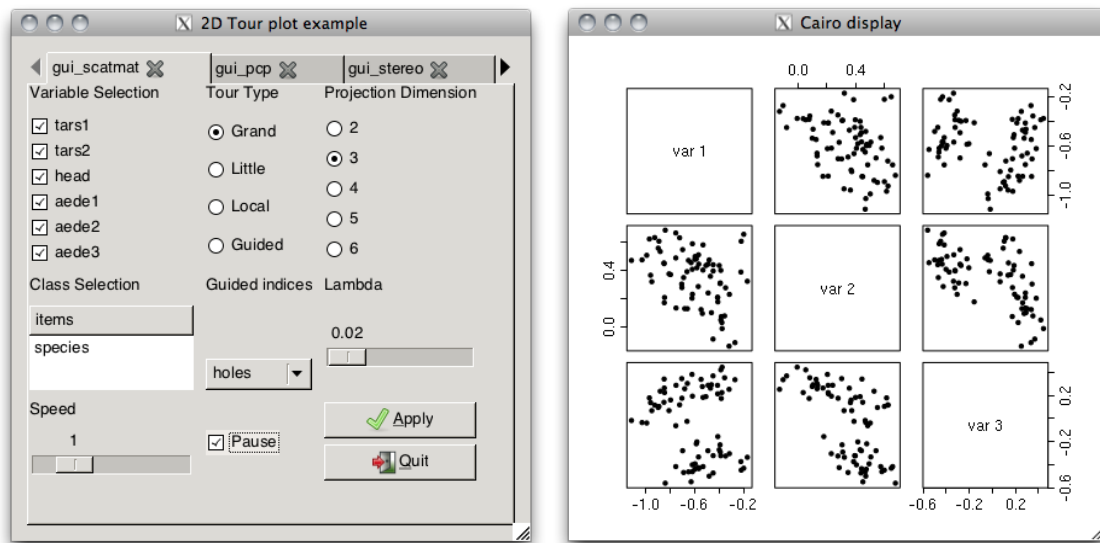 2D Tour plot example
gui_scatmat gui_pcp gui_stereo
Variable Selection Tour Type Projection Dimension
tars1
tars2
head
aede1
aede2
aede3
Grand
Little
Local
Guided
2
3
4
5
6
Class Selection Guided indices Lambda
items
species
holes
0.02
Speed
1
Pause
Apply
Quit
Cairo display
0.0 0.4
var 1
-0.2
-0.6
-1.0
0.4
0.0
var 2
var 3
0.2
-0.2
-0.6
-1.0 -0.6 -0.2
-0.6 -0.2 0.2